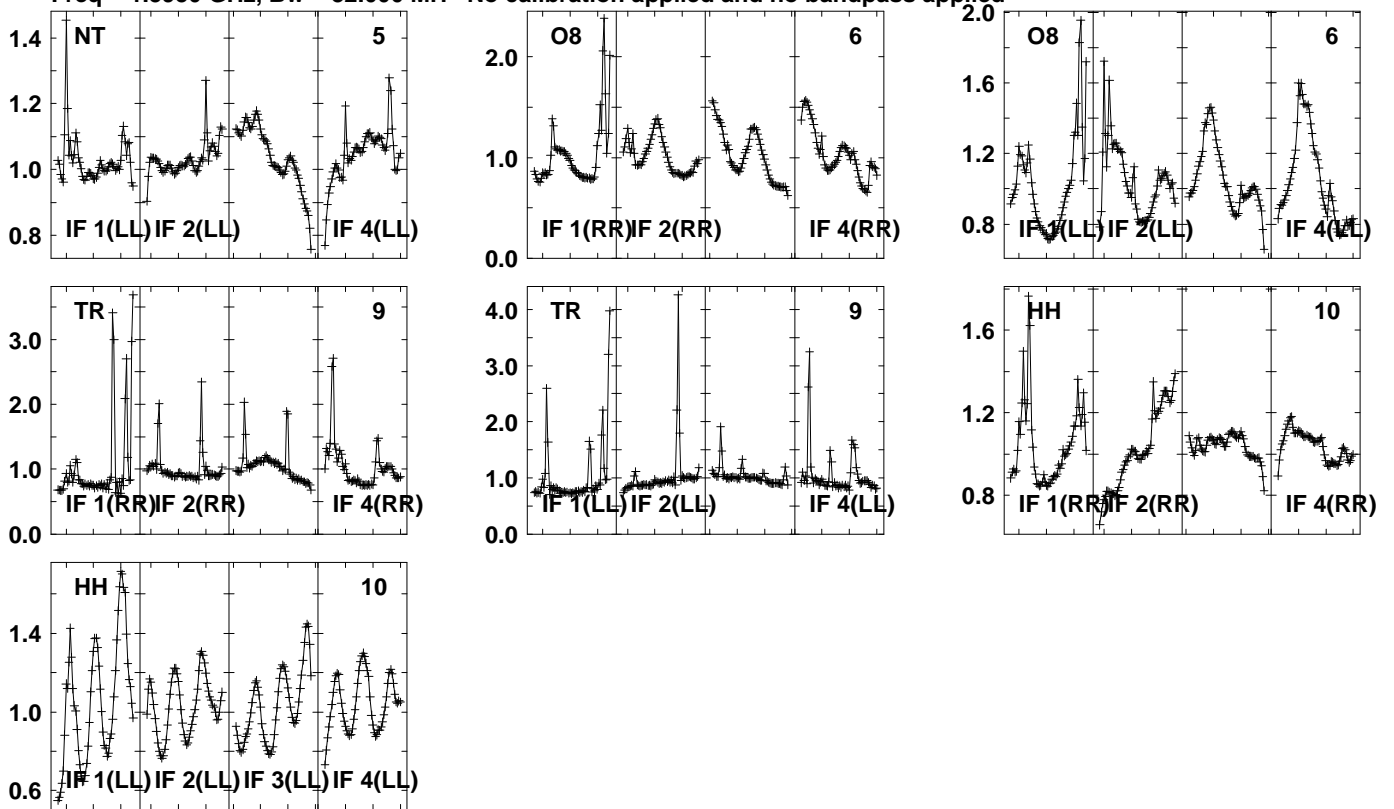 No calibration applied and no bandpass applied
NT 5
1.4
1.2
1.0
0.8
IF 1(LL) IF 2(LL) IF 4(LL)
O8 6
2.0
1.0
0.0
IF 1(RR) IF 2(RR) IF 4(RR)
O8 6
2.0
1.6
1.2
0.8
IF 1(LL) IF 2(LL) IF 4(LL)
TR 9
3.0
2.0
1.0
0.0
IF 1(RR) IF 2(RR) IF 4(RR)
TR 9
4.0
3.0
2.0
1.0
0.0
IF 1(LL) IF 2(LL) IF 4(LL)
HH 10
1.6
1.2
0.8
IF 1(RR) IF 2(RR) IF 4(RR)
HH 10
1.4
1.0
0.6
IF 1(LL) IF 2(LL) IF 3(LL) IF 4(LL)